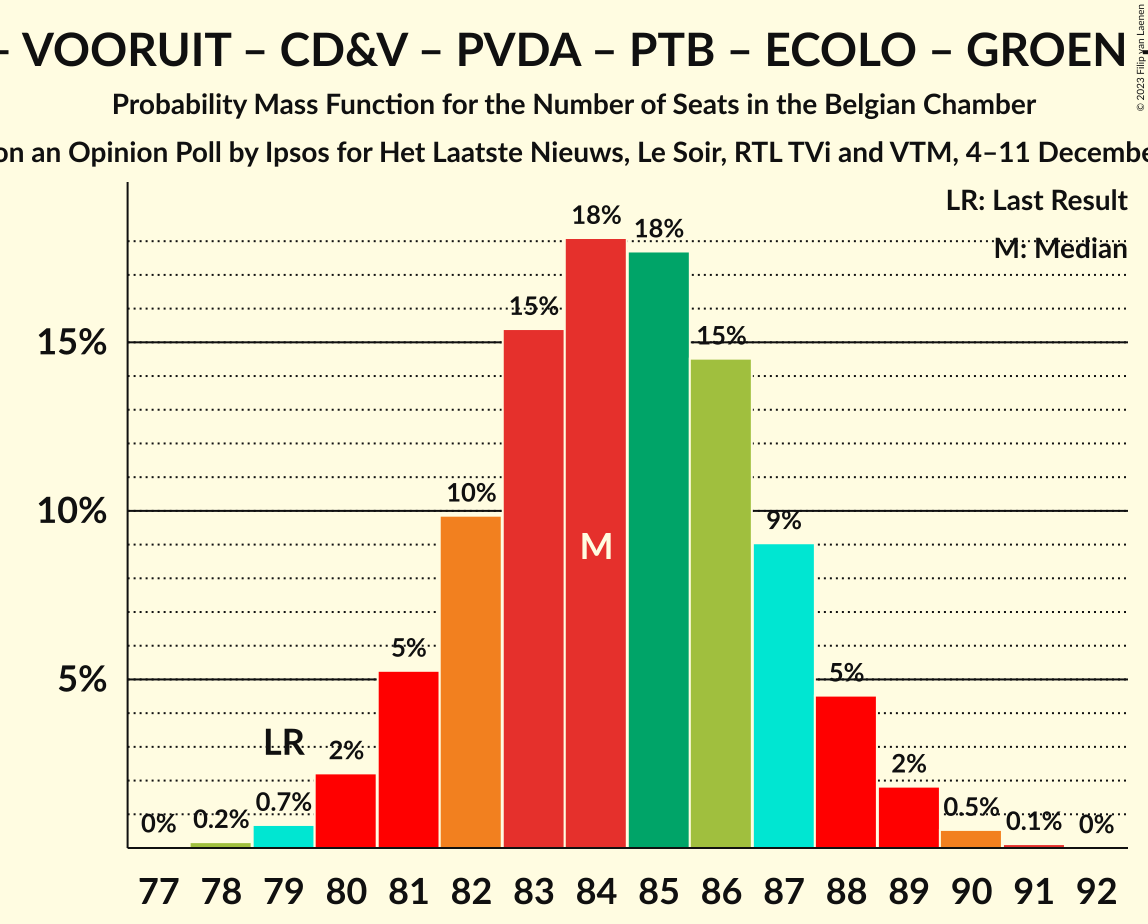 – VOORUIT – CD&V – PVDA – PTB – ECOLO – GROEN
Probability Mass Function for the Number of Seats in the Belgian Chamber
on an Opinion Poll by Ipsos for Het Laatste Nieuws, Le Soir, RTL TVi and VTM, 4–11 Decembe
© 2023 Filip van Laenen
LR: Last Result
M: Median
18%
18%
15%
15%
15%
10%
9%
10%
M
5%
5%
5%
LR
2%
2%
0%
0.2%
0.7%
0.5%
0.1%
0%
77 78 79 80 81 82 83 84 85 86 87 88 89 90 91 92